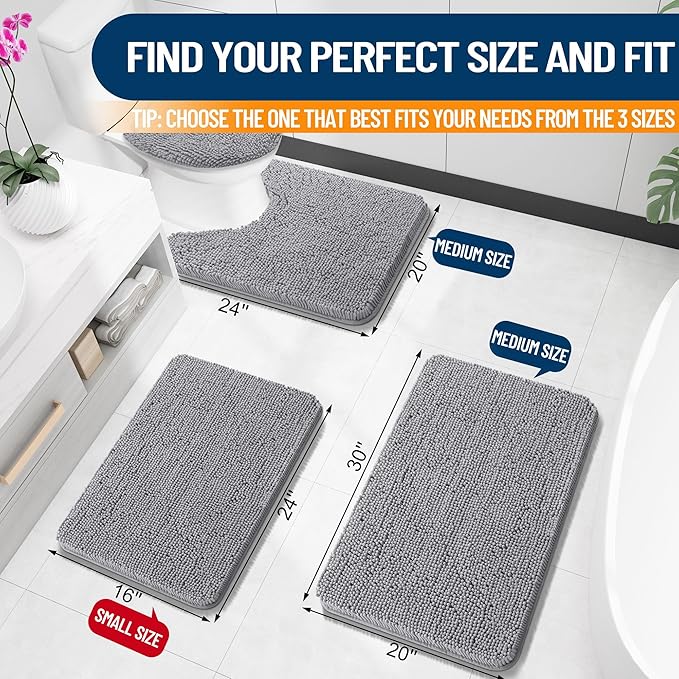 FIND YOUR PERFECT SIZE AND FIT
TIP: CHOOSE THE ONE THAT BEST FITS YOUR NEEDS FROM THE 3 SIZES
MEDIUM SIZE
20"
24"
MEDIUM SIZE
30"
24"
16"
SMALL SIZE
20"